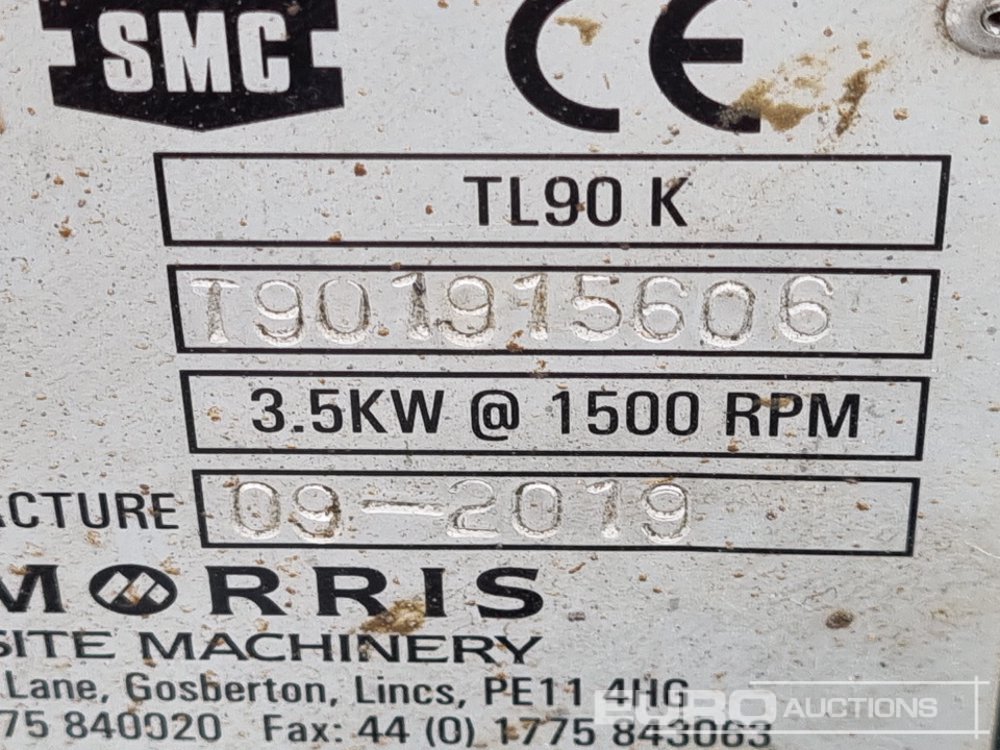 SMC CE
TL90 K
T901915606
3.5KW @ 1500 RPM
ACTURE 09-2019
MORRIS
SITE MACHINERY
Lane, Gosberton, Lincs, PE11 4HG
75 840020 Fax: 44 (0) 1775 843063
EURO AUCTIONS